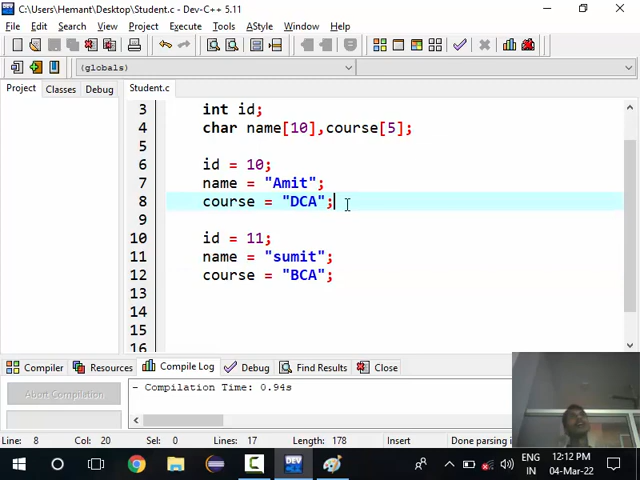 C:\Users\Hemant\Desktop\Student.c - Dev-C++ 5.11
File Edit Search View Project Execute Tools AStyle Window Help
(globals)
Project Classes Debug Student.c
3 int id;
4 char name[10],course[5];
5
6 id = 10;
7 name = "Amit";
8 course = "DCA";
9
10 id = 11;
11 name = "sumit";
12 course = "BCA";
13
14
15
16
Compiler Resources Compile Log Debug Find Results Close
Abort Compilation
- Compilation Time: 0.94s
Line: 8 Col: 20 Sel: 0 Lines: 17 Length: 178 Insert Done parsing i
DEV
ENG
IN
12:12 PM
04-Mar-22